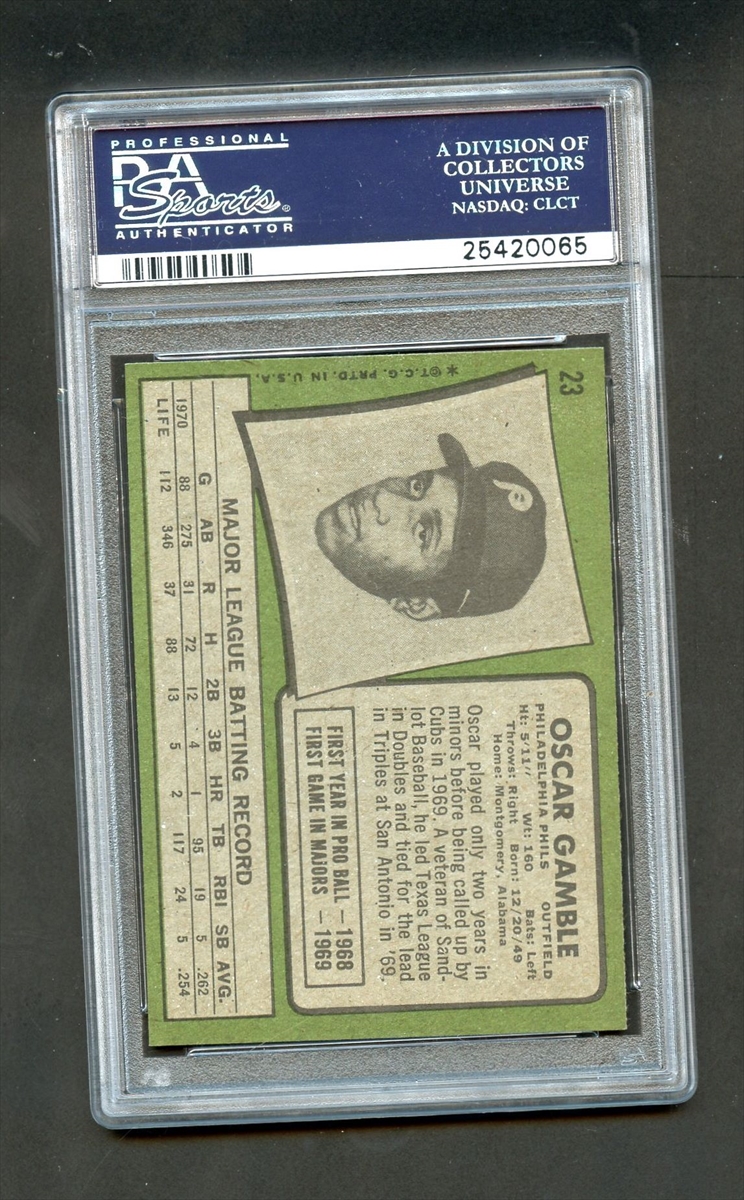 PROFESSIONAL
PSA
Sports®
AUTHENTICATOR
A DIVISION OF
COLLECTORS
UNIVERSE
NASDAQ: CLCT
25420065
23
*©T.C.G. PRTD. IN U.S.A.
OSCAR GAMBLE
PHILADELPHIA PHILS OUTFIELD
Ht: 5'11" Wt: 160 Bats: Left
Throws: Right Born: 12/20/49
Home: Montgomery, Alabama
Oscar played only two years in
minors before being called up by
Cubs in 1969. A veteran of Sand-
lot Baseball, he led Texas League
in Doubles and tied for the lead
in Triples at San Antonio in '69.
FIRST YEAR IN PRO BALL — 1968
FIRST GAME IN MAJORS — 1969
MAJOR LEAGUE BATTING RECORD
G AB R H 2B 3B HR TB RBI SB AVG.
1970 88 275 31 72 12 4 1 95 19 5 .262
LIFE 112 346 37 88 13 5 2 117 24 5 .254
P